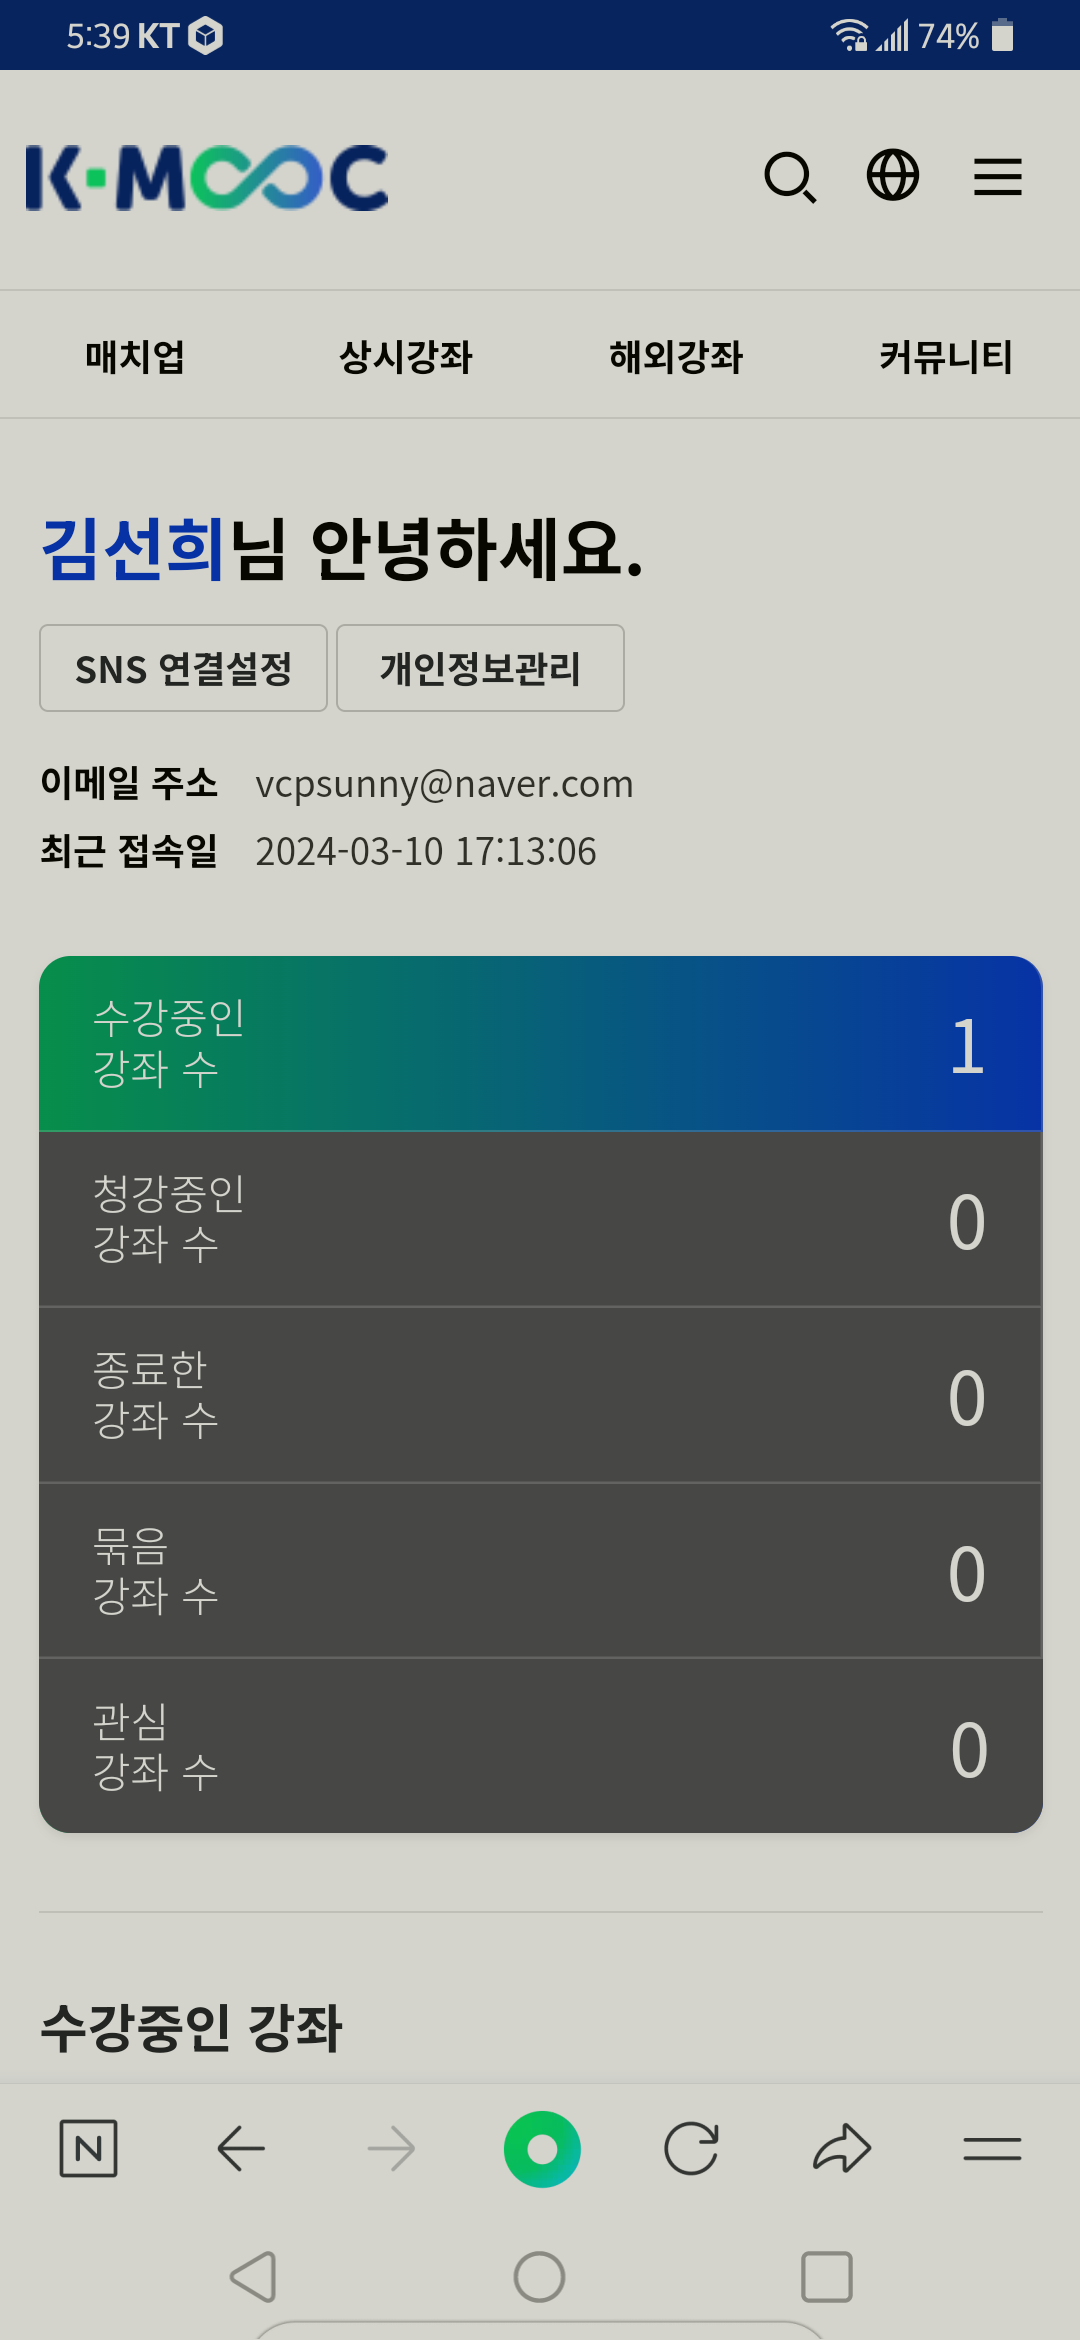 5:39 KT 74%
K-MOOC
매치업 상시강좌 해외강좌 커뮤니티
김선희님 안녕하세요.
SNS 연결설정 개인정보관리
이메일 주소 vcpsunny@naver.com
최근 접속일 2024-03-10 17:13:06
수강중인
강좌 수 1
청강중인
강좌 수 0
종료한
강좌 수 0
묶음
강좌 수 0
관심
강좌 수 0
수강중인 강좌
N